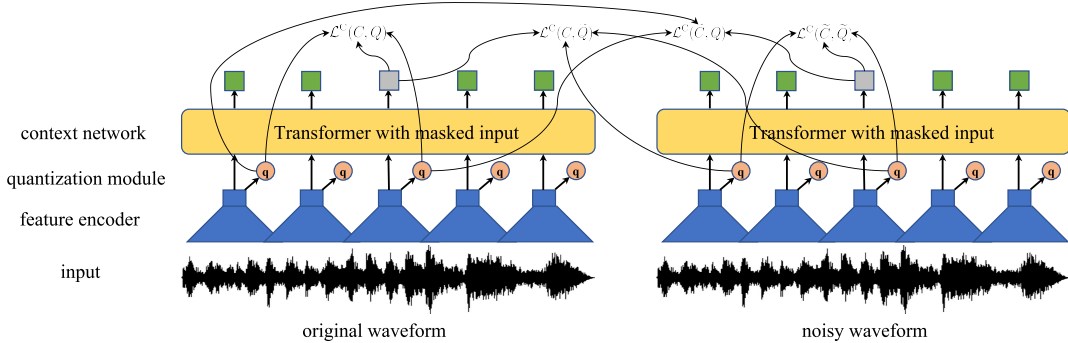 ℒᶜ(C, Q) ℒᶜ(C, Q̃) ℒᶜ(C̃, Q) ℒᶜ(C̃, Q̃)
context network Transformer with masked input Transformer with masked input
quantization module q q q q q q q q q q
feature encoder
input
original waveform noisy waveform